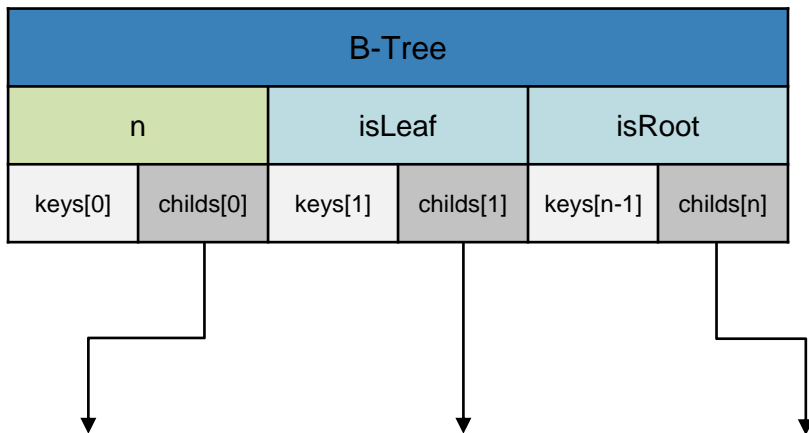 B-Tree
n isLeaf isRoot
keys[0] childs[0] keys[1] childs[1] keys[n-1] childs[n]